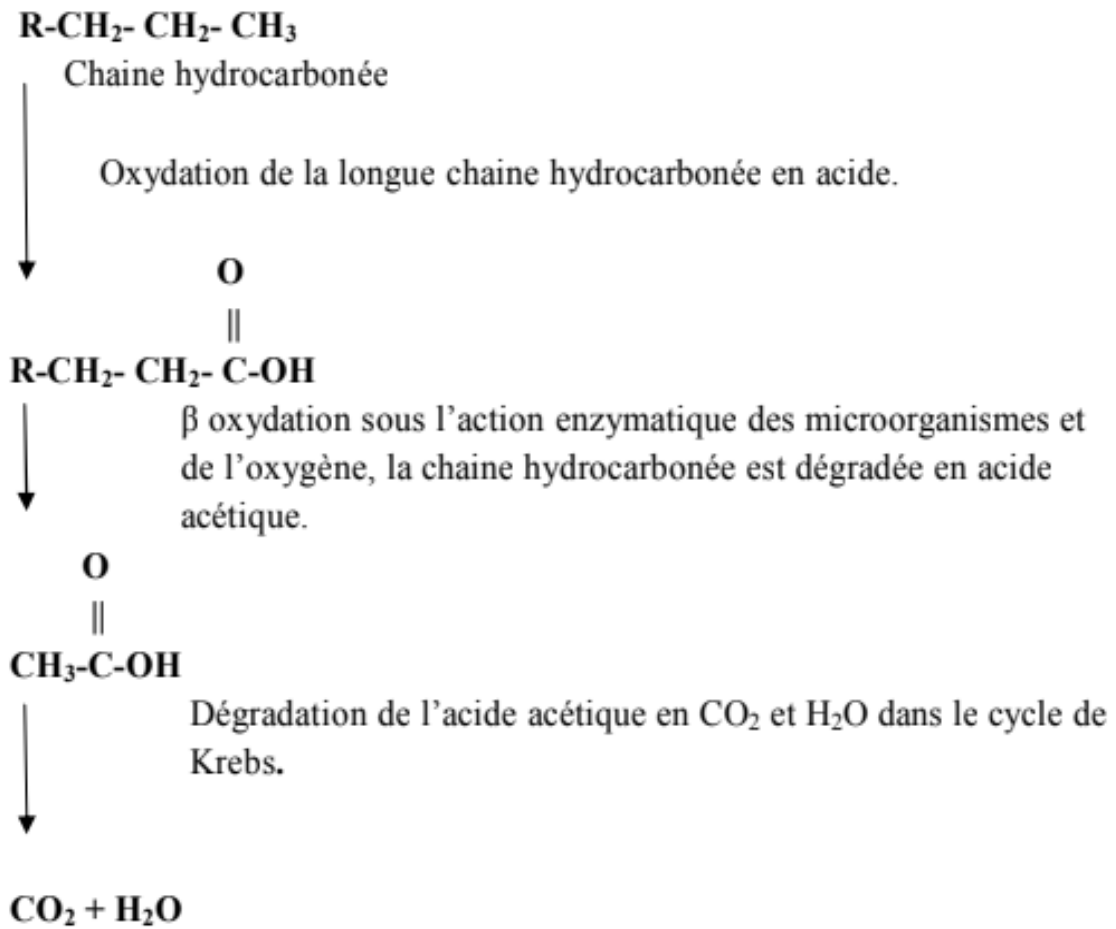 R-CH₂- CH₂- CH₃
Chaine hydrocarbonée
Oxydation de la longue chaine hydrocarbonée en acide.
O
||
R-CH₂- CH₂- C-OH
β oxydation sous l’action enzymatique des microorganismes et
de l’oxygène, la chaine hydrocarbonée est dégradée en acide
acétique.
O
||
CH₃-C-OH
Dégradation de l’acide acétique en CO₂ et H₂O dans le cycle de
Krebs.
CO₂ + H₂O